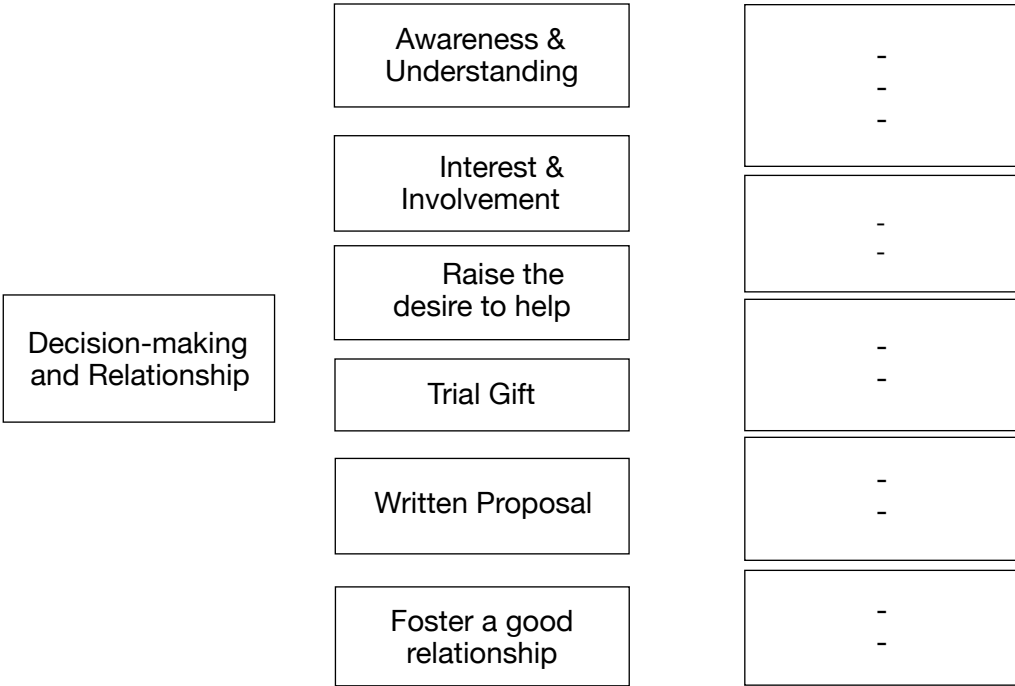 Awareness &
Understanding
-
-
-
Interest &
Involvement
-
-
Raise the
desire to help
Decision-making
and Relationship
-
-
Trial Gift
Written Proposal
-
-
Foster a good
relationship
-
-